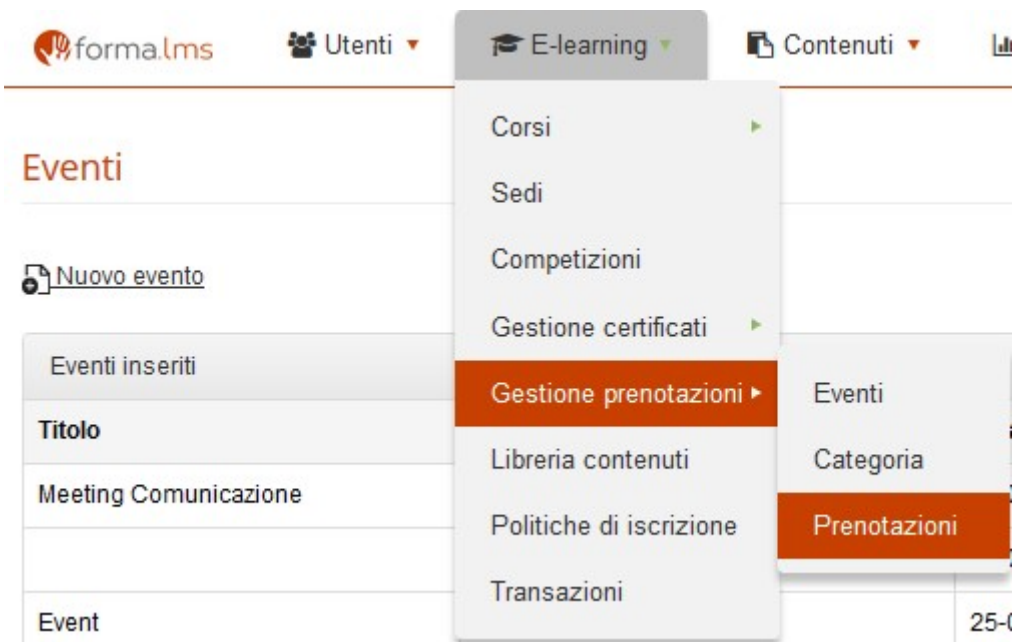 forma.lms
Utenti
E-learning
Contenuti
Eventi
Nuovo evento
Eventi inseriti
Titolo
Meeting Comunicazione
Event
Corsi
Sedi
Competizioni
Gestione certificati
Gestione prenotazioni
Libreria contenuti
Politiche di iscrizione
Transazioni
Eventi
Categoria
Prenotazioni
25-